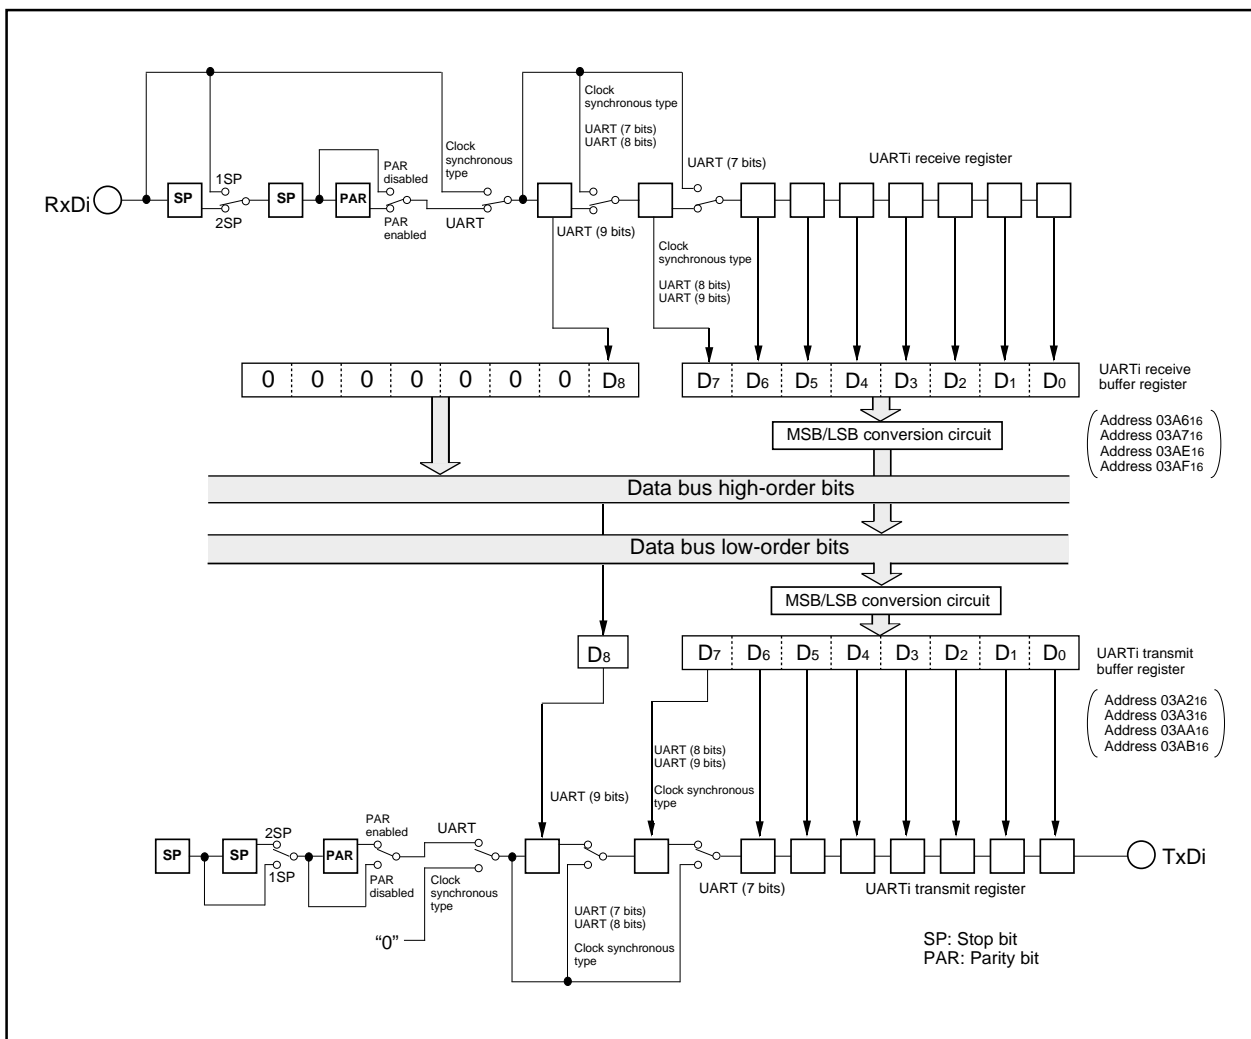 Clock
synchronous type
UART (7 bits)
UART (8 bits)
Clock
synchronous
type
PAR
disabled
UART (7 bits)
UARTi receive register
1SP
RxDi
SP
SP
PAR
2SP
PAR
enabled
UART
UART (9 bits)
Clock
synchronous type
UART (8 bits)
UART (9 bits)
0 0 0 0 0 0 0 D8
D7 D6 D5 D4 D3 D2 D1 D0
UARTi receive
buffer register
MSB/LSB conversion circuit
Address 03A616
Address 03A716
Address 03AE16
Address 03AF16
Data bus high-order bits
Data bus low-order bits
MSB/LSB conversion circuit
D8
D7 D6 D5 D4 D3 D2 D1 D0
UARTi transmit
buffer register
Address 03A216
Address 03A316
Address 03AA16
Address 03AB16
UART (8 bits)
UART (9 bits)
Clock synchronous
type
UART (9 bits)
PAR
enabled
2SP
UART
SP
SP
PAR
TxDi
1SP
PAR
disabled
Clock
synchronous
type
UART (7 bits)
UARTi transmit register
UART (7 bits)
UART (8 bits)
Clock synchronous
type
“0”
SP: Stop bit
PAR: Parity bit